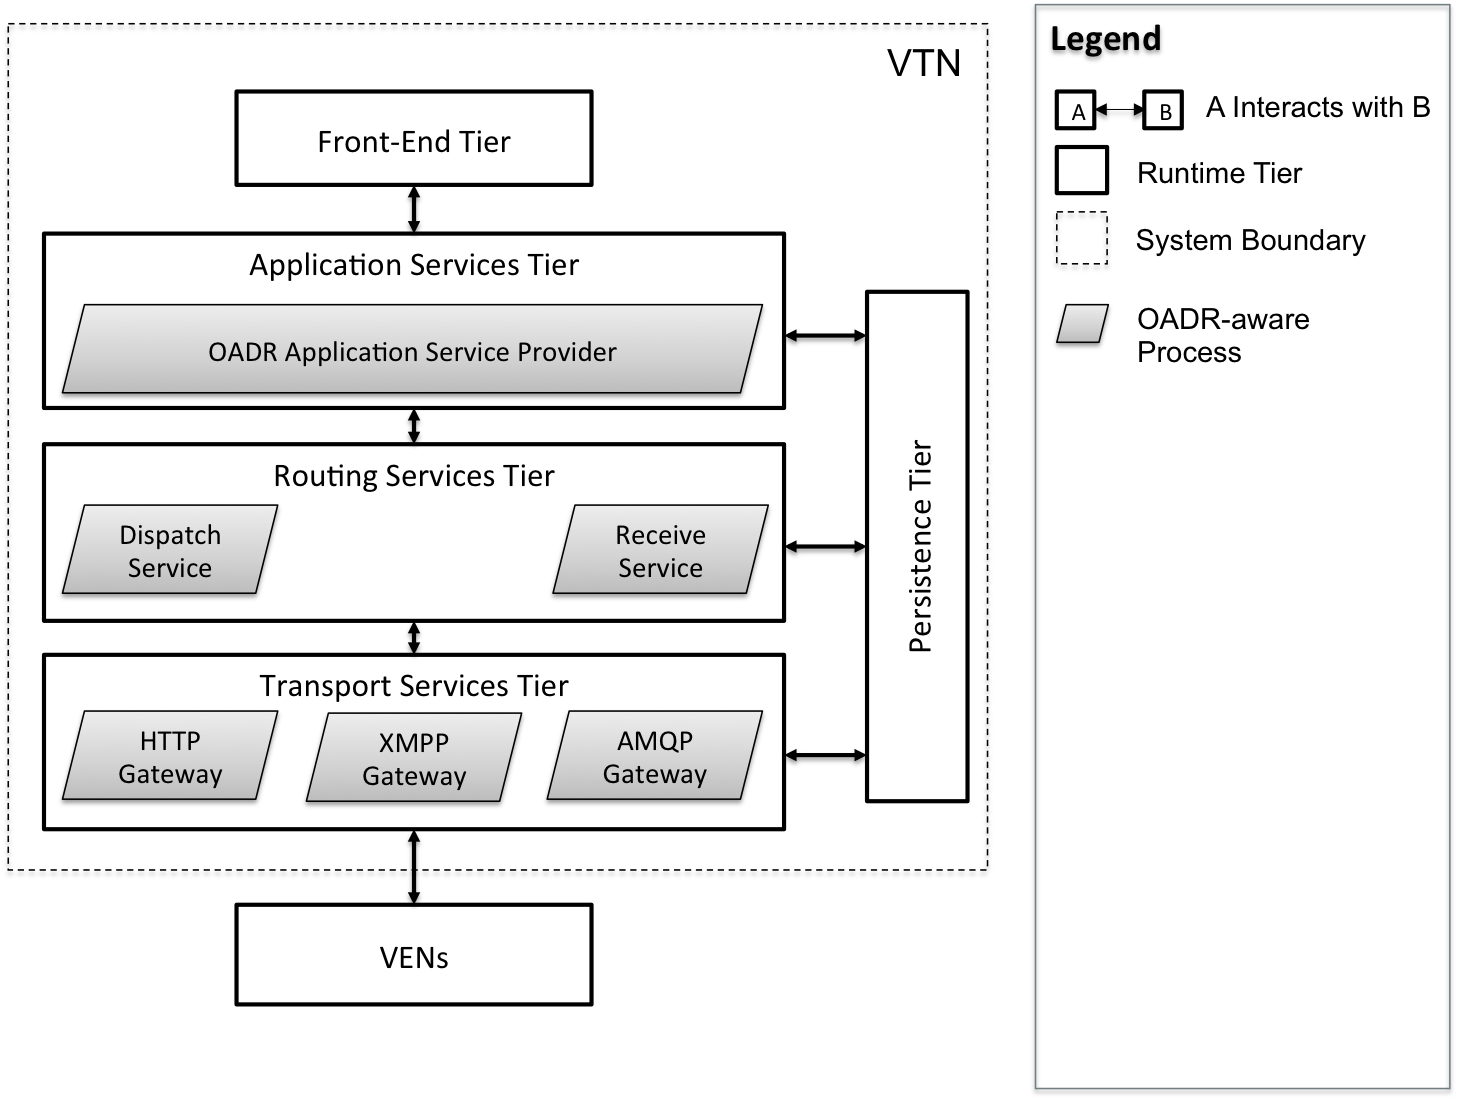 VTN
Front-End Tier
Application Services Tier
OADR Application Service Provider
Routing Services Tier
Dispatch
Service
Receive
Service
Transport Services Tier
HTTP
Gateway
XMPP
Gateway
AMQP
Gateway
Persistence Tier
VENs
Legend
A
B
A Interacts with B
Runtime Tier
System Boundary
OADR-aware
Process